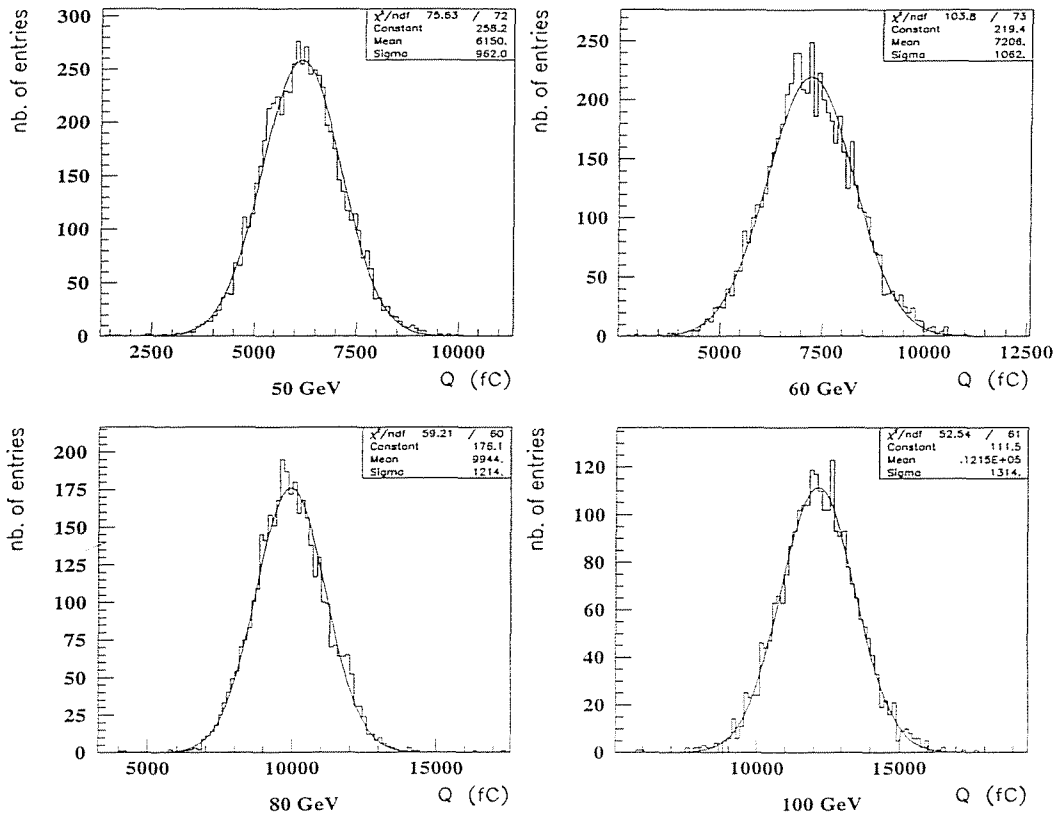 χ²/ndf 75.63 / 72
Constant 258.2
Mean 6150.
Sigma 962.0
nb. of entries
300
250
200
150
100
50
0
2500 5000 7500 10000
Q (fC)
50 GeV
χ²/ndf 103.8 / 73
Constant 219.4
Mean 7206.
Sigma 1062.
nb. of entries
250
200
150
100
50
0
5000 7500 10000 12500
Q (fC)
60 GeV
χ²/ndf 59.21 / 60
Constant 176.1
Mean 9944.
Sigma 1214.
nb. of entries
200
175
150
125
100
75
50
25
0
5000 10000 15000
Q (fC)
80 GeV
χ²/ndf 52.54 / 61
Constant 111.5
Mean .1215E+05
Sigma 1314.
nb. of entries
120
100
80
60
40
20
0
10000 15000
Q (fC)
100 GeV